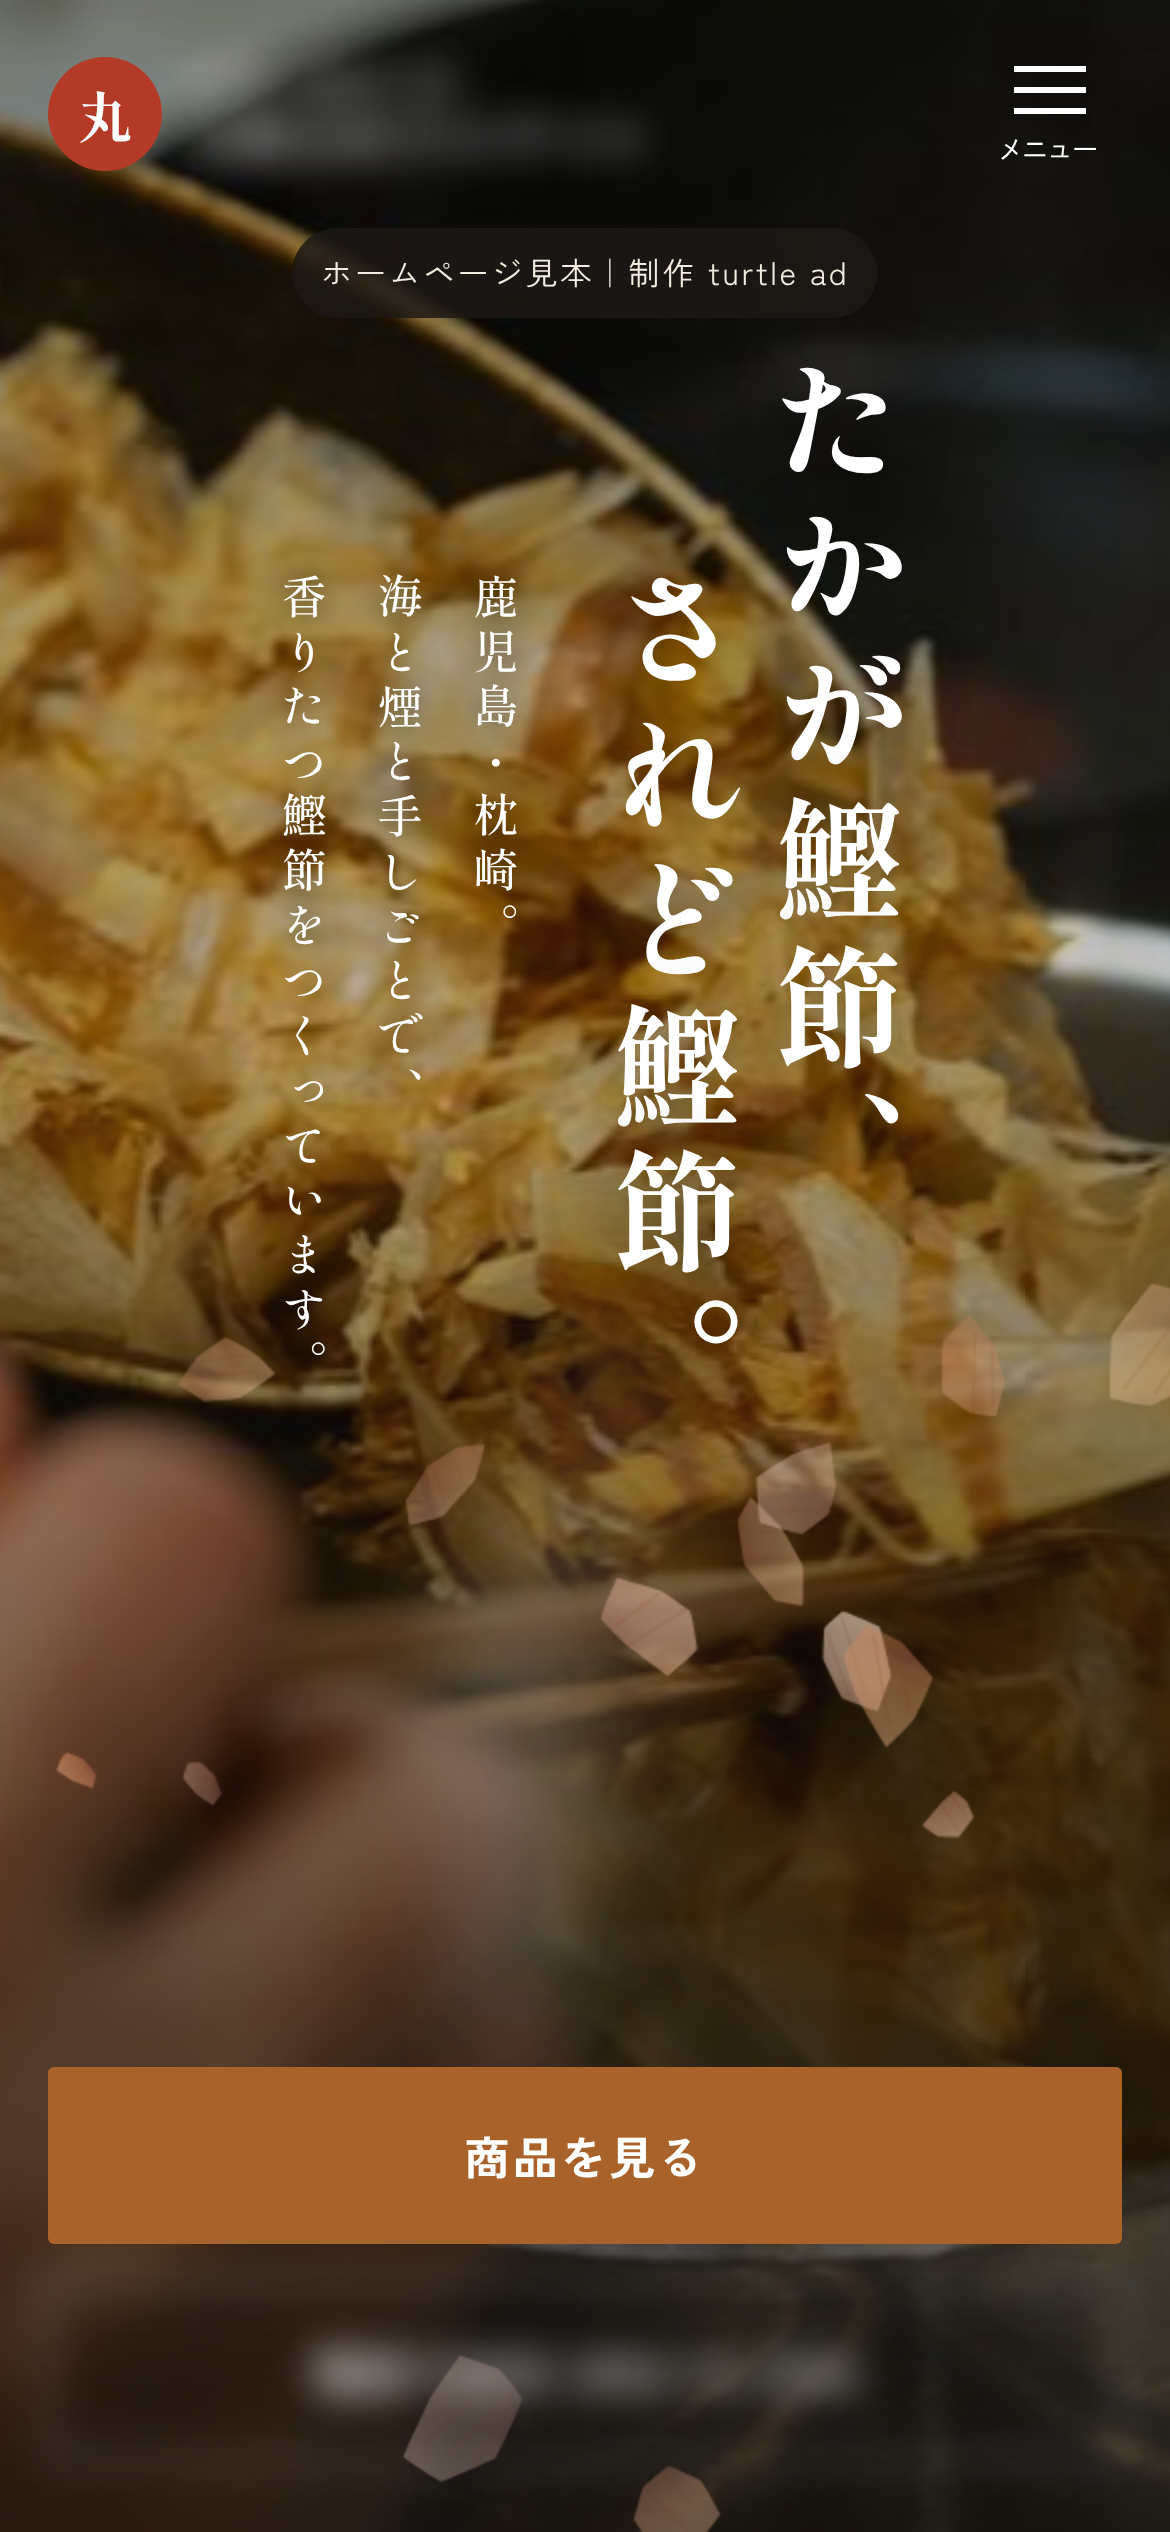 丸
メニュー
ホームページ見本｜制作 turtle ad
たかが鰹節、
されど鰹節。
鹿児島・枕崎。
海と煙と手しごとで、
香りたつ鰹節をつくっています。
商品を見る